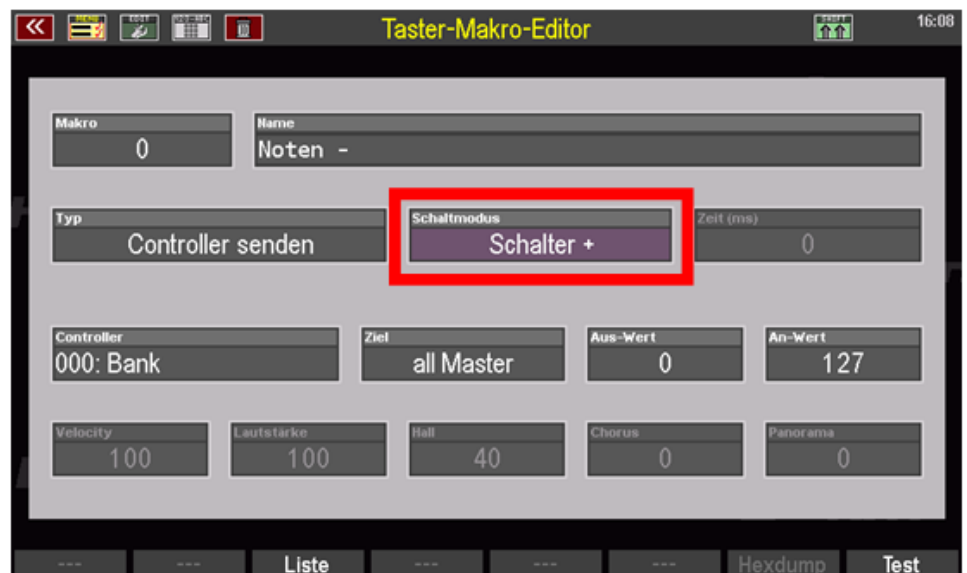 MENU EDIT 123-ABC Taster-Makro-Editor SHIFT 16:08
Makro Name
0 Noten -
Typ Schaltmodus Zeit (ms)
Controller senden Schalter + 0
Controller Ziel Aus-Wert An-Wert
000: Bank all Master 0 127
Velocity Lautstärke Hall Chorus Panorama
100 100 40 0 0
--- --- Liste --- --- --- Hexdump Test